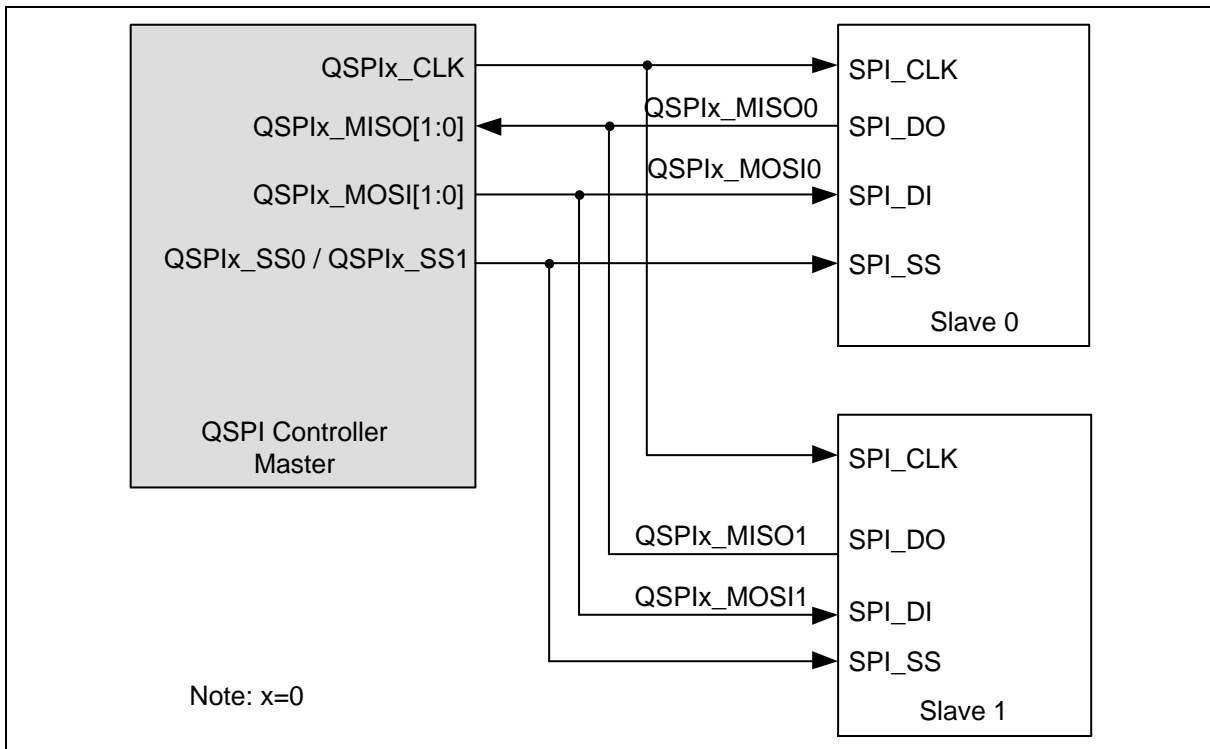 QSPIx_CLK
QSPIx_MISO[1:0]
QSPIx_MOSI[1:0]
QSPIx_SS0 / QSPIx_SS1
QSPI Controller
Master
QSPIx_MISO0
QSPIx_MOSI0
SPI_CLK
SPI_DO
SPI_DI
SPI_SS
Slave 0
QSPIx_MISO1
QSPIx_MOSI1
SPI_CLK
SPI_DO
SPI_DI
SPI_SS
Slave 1
Note: x=0